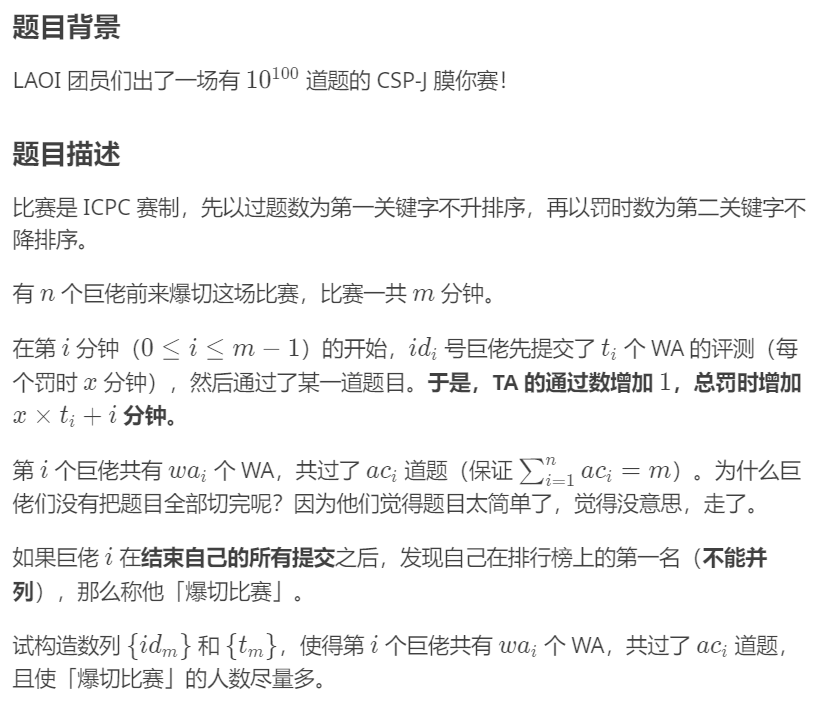 题目背景
LAOI 团员们出了一场有 10^{100} 道题的 CSP-J 膜你赛！
题目描述
比赛是 ICPC 赛制，先以过题数为第一关键字不升排序，再以罚时数为第二关键字不
降排序。
有 n 个巨佬前来爆切这场比赛，比赛一共 m 分钟。
在第 i 分钟（0 ≤ i ≤ m − 1）的开始，id_i 号巨佬先提交了 t_i 个 WA 的评测（每
个罚时 x 分钟），然后通过了某一道题目。于是，TA 的通过数增加 1，总罚时增加
x × t_i + i 分钟。
第 i 个巨佬共有 wa_i 个 WA，共过了 ac_i 道题（保证 \sum_{i=1}^{n} ac_i = m）。为什么巨
佬们没有把题目全部切完呢？因为他们觉得题目太简单了，觉得没意思，走了。
如果巨佬 i 在结束自己的所有提交之后，发现自己在排行榜上的第一名（不能并
列），那么称他「爆切比赛」。
试构造数列 {id_m} 和 {t_m}，使得第 i 个巨佬共有 wa_i 个 WA，共过了 ac_i 道题，
且使「爆切比赛」的人数尽量多。